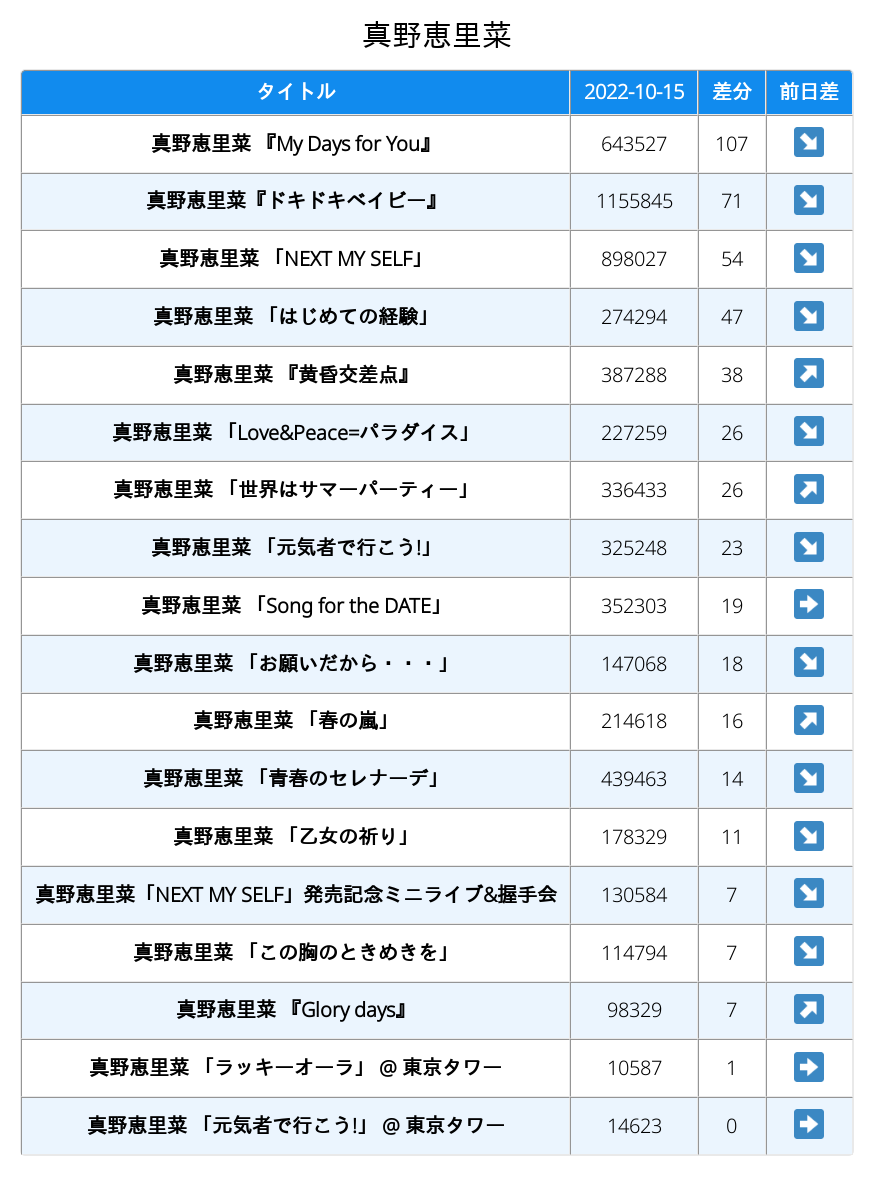 真野恵里菜
タイトル 2022-10-15 差分 前日差
真野恵里菜 『My Days for You』 643527 107 ↘
真野恵里菜『ドキドキベイビー』 1155845 71 ↘
真野恵里菜 「NEXT MY SELF」 898027 54 ↘
真野恵里菜 「はじめての経験」 274294 47 ↘
真野恵里菜 『黄昏交差点』 387288 38 ↗
真野恵里菜 「Love&Peace=パラダイス」 227259 26 ↘
真野恵里菜 「世界はサマーパーティー」 336433 26 ↗
真野恵里菜 「元気者で行こう!」 325248 23 ↘
真野恵里菜 「Song for the DATE」 352303 19 ➡
真野恵里菜 「お願いだから・・・」 147068 18 ↘
真野恵里菜 「春の嵐」 214618 16 ↗
真野恵里菜 「青春のセレナーデ」 439463 14 ↘
真野恵里菜 「乙女の祈り」 178329 11 ↘
真野恵里菜「NEXT MY SELF」発売記念ミニライブ&握手会 130584 7 ↘
真野恵里菜 「この胸のときめきを」 114794 7 ↘
真野恵里菜 『Glory days』 98329 7 ↗
真野恵里菜 「ラッキーオーラ」 @ 東京タワー 10587 1 ➡
真野恵里菜 「元気者で行こう!」 @ 東京タワー 14623 0 ➡